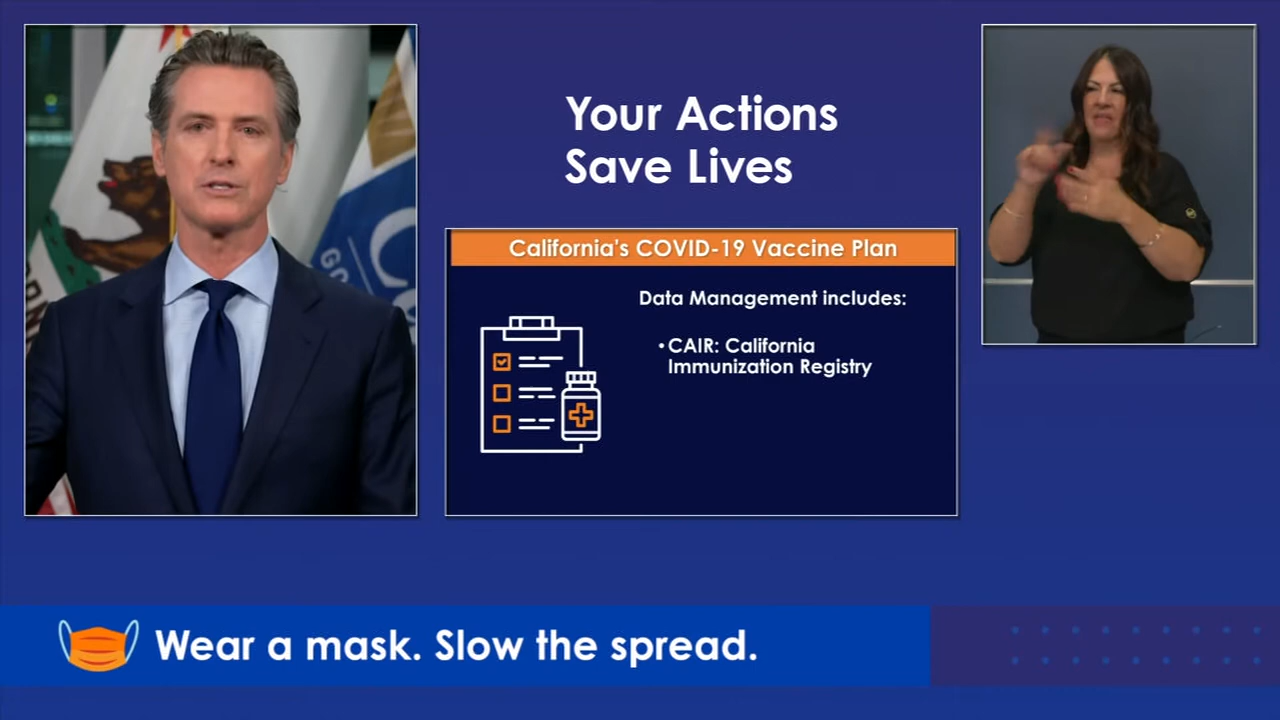 Your Actions
Save Lives
California's COVID-19 Vaccine Plan
Data Management includes:
• CAIR: California
Immunization Registry
Wear a mask. Slow the spread.